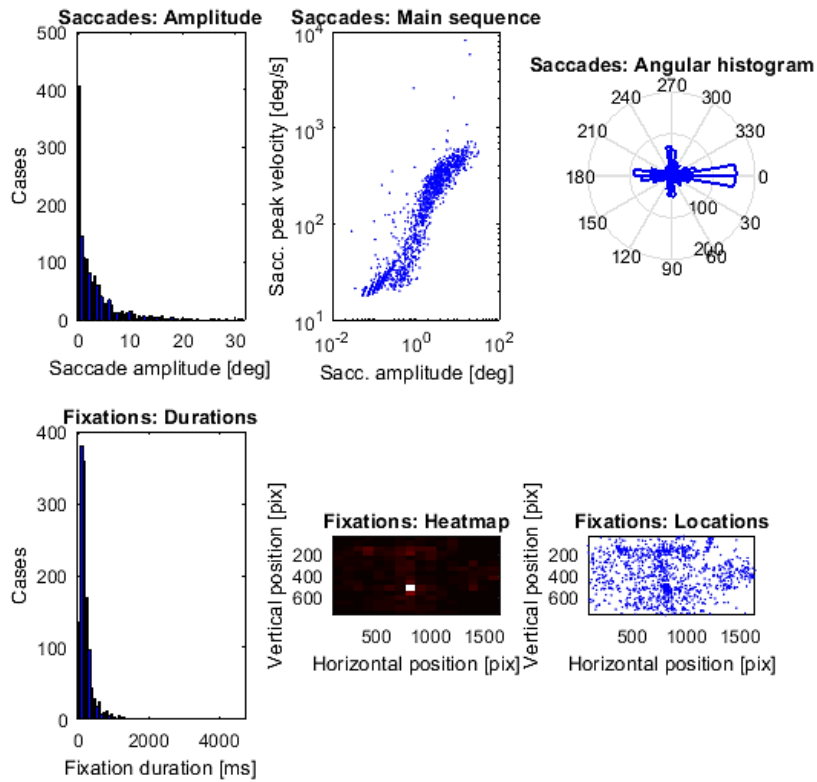 Saccades: Amplitude
500
400
300
200
100
0
Cases
0 10 20 30
Saccade amplitude [deg]
Saccades: Main sequence
10^4
10^3
10^2
10^1
Sacc. peak velocity [deg/s]
10^-2 10^0 10^2
Sacc. amplitude [deg]
Saccades: Angular histogram
270
240 300
210 330
180 0
100
150 30
200
120 60
90
Fixations: Durations
400
300
200
100
0
Cases
0 2000 4000
Fixation duration [ms]
Fixations: Heatmap
Vertical position [pix]
200
400
600
500 1000 1500
Horizontal position [pix]
Fixations: Locations
Vertical position [pix]
200
400
600
500 1000 1500
Horizontal position [pix]